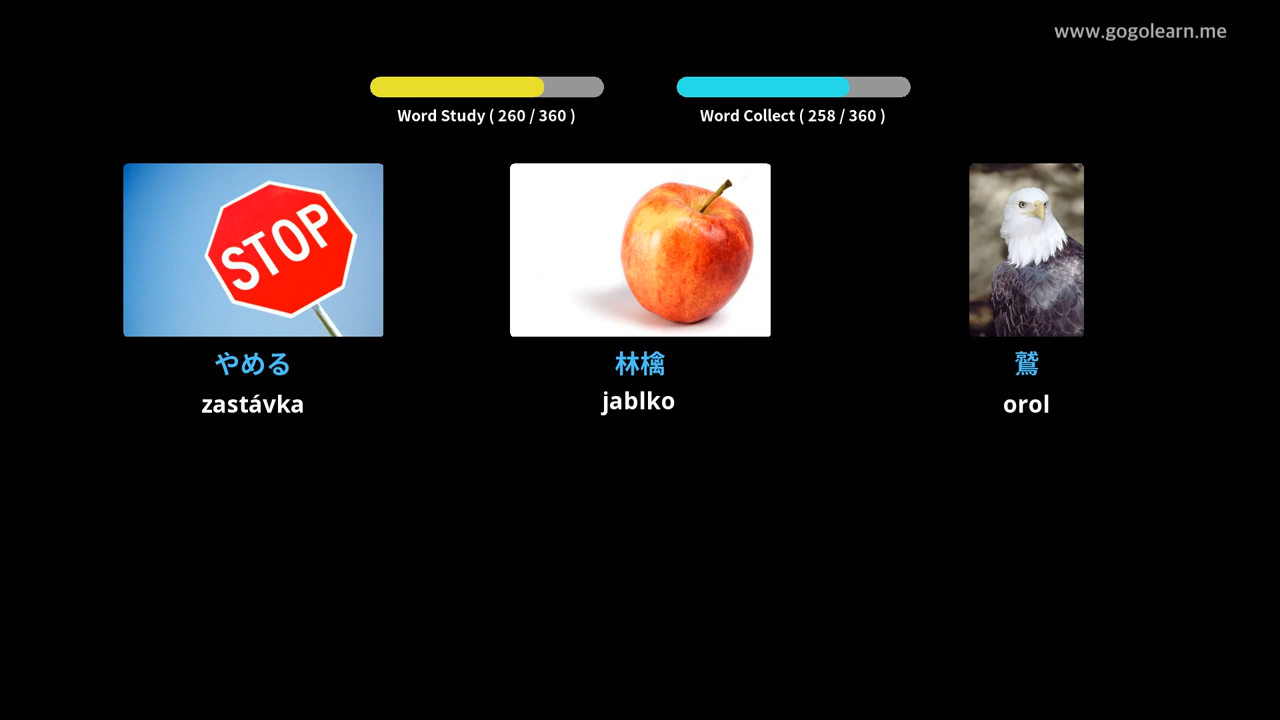 www.gogolearn.me
Word Study ( 260 / 360 )
Word Collect ( 258 / 360 )
STOP
やめる
林檎
鷲
zastávka
jablko
orol